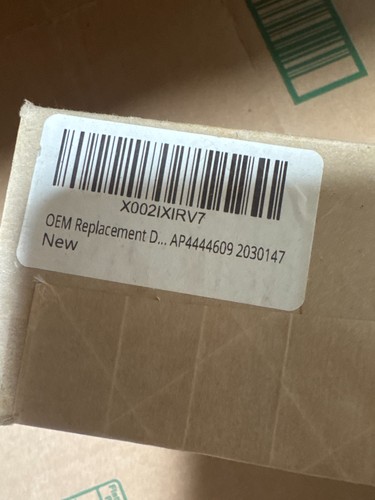 X002IXIRV7
OEM Replacement D... AP4444609 2030147
New